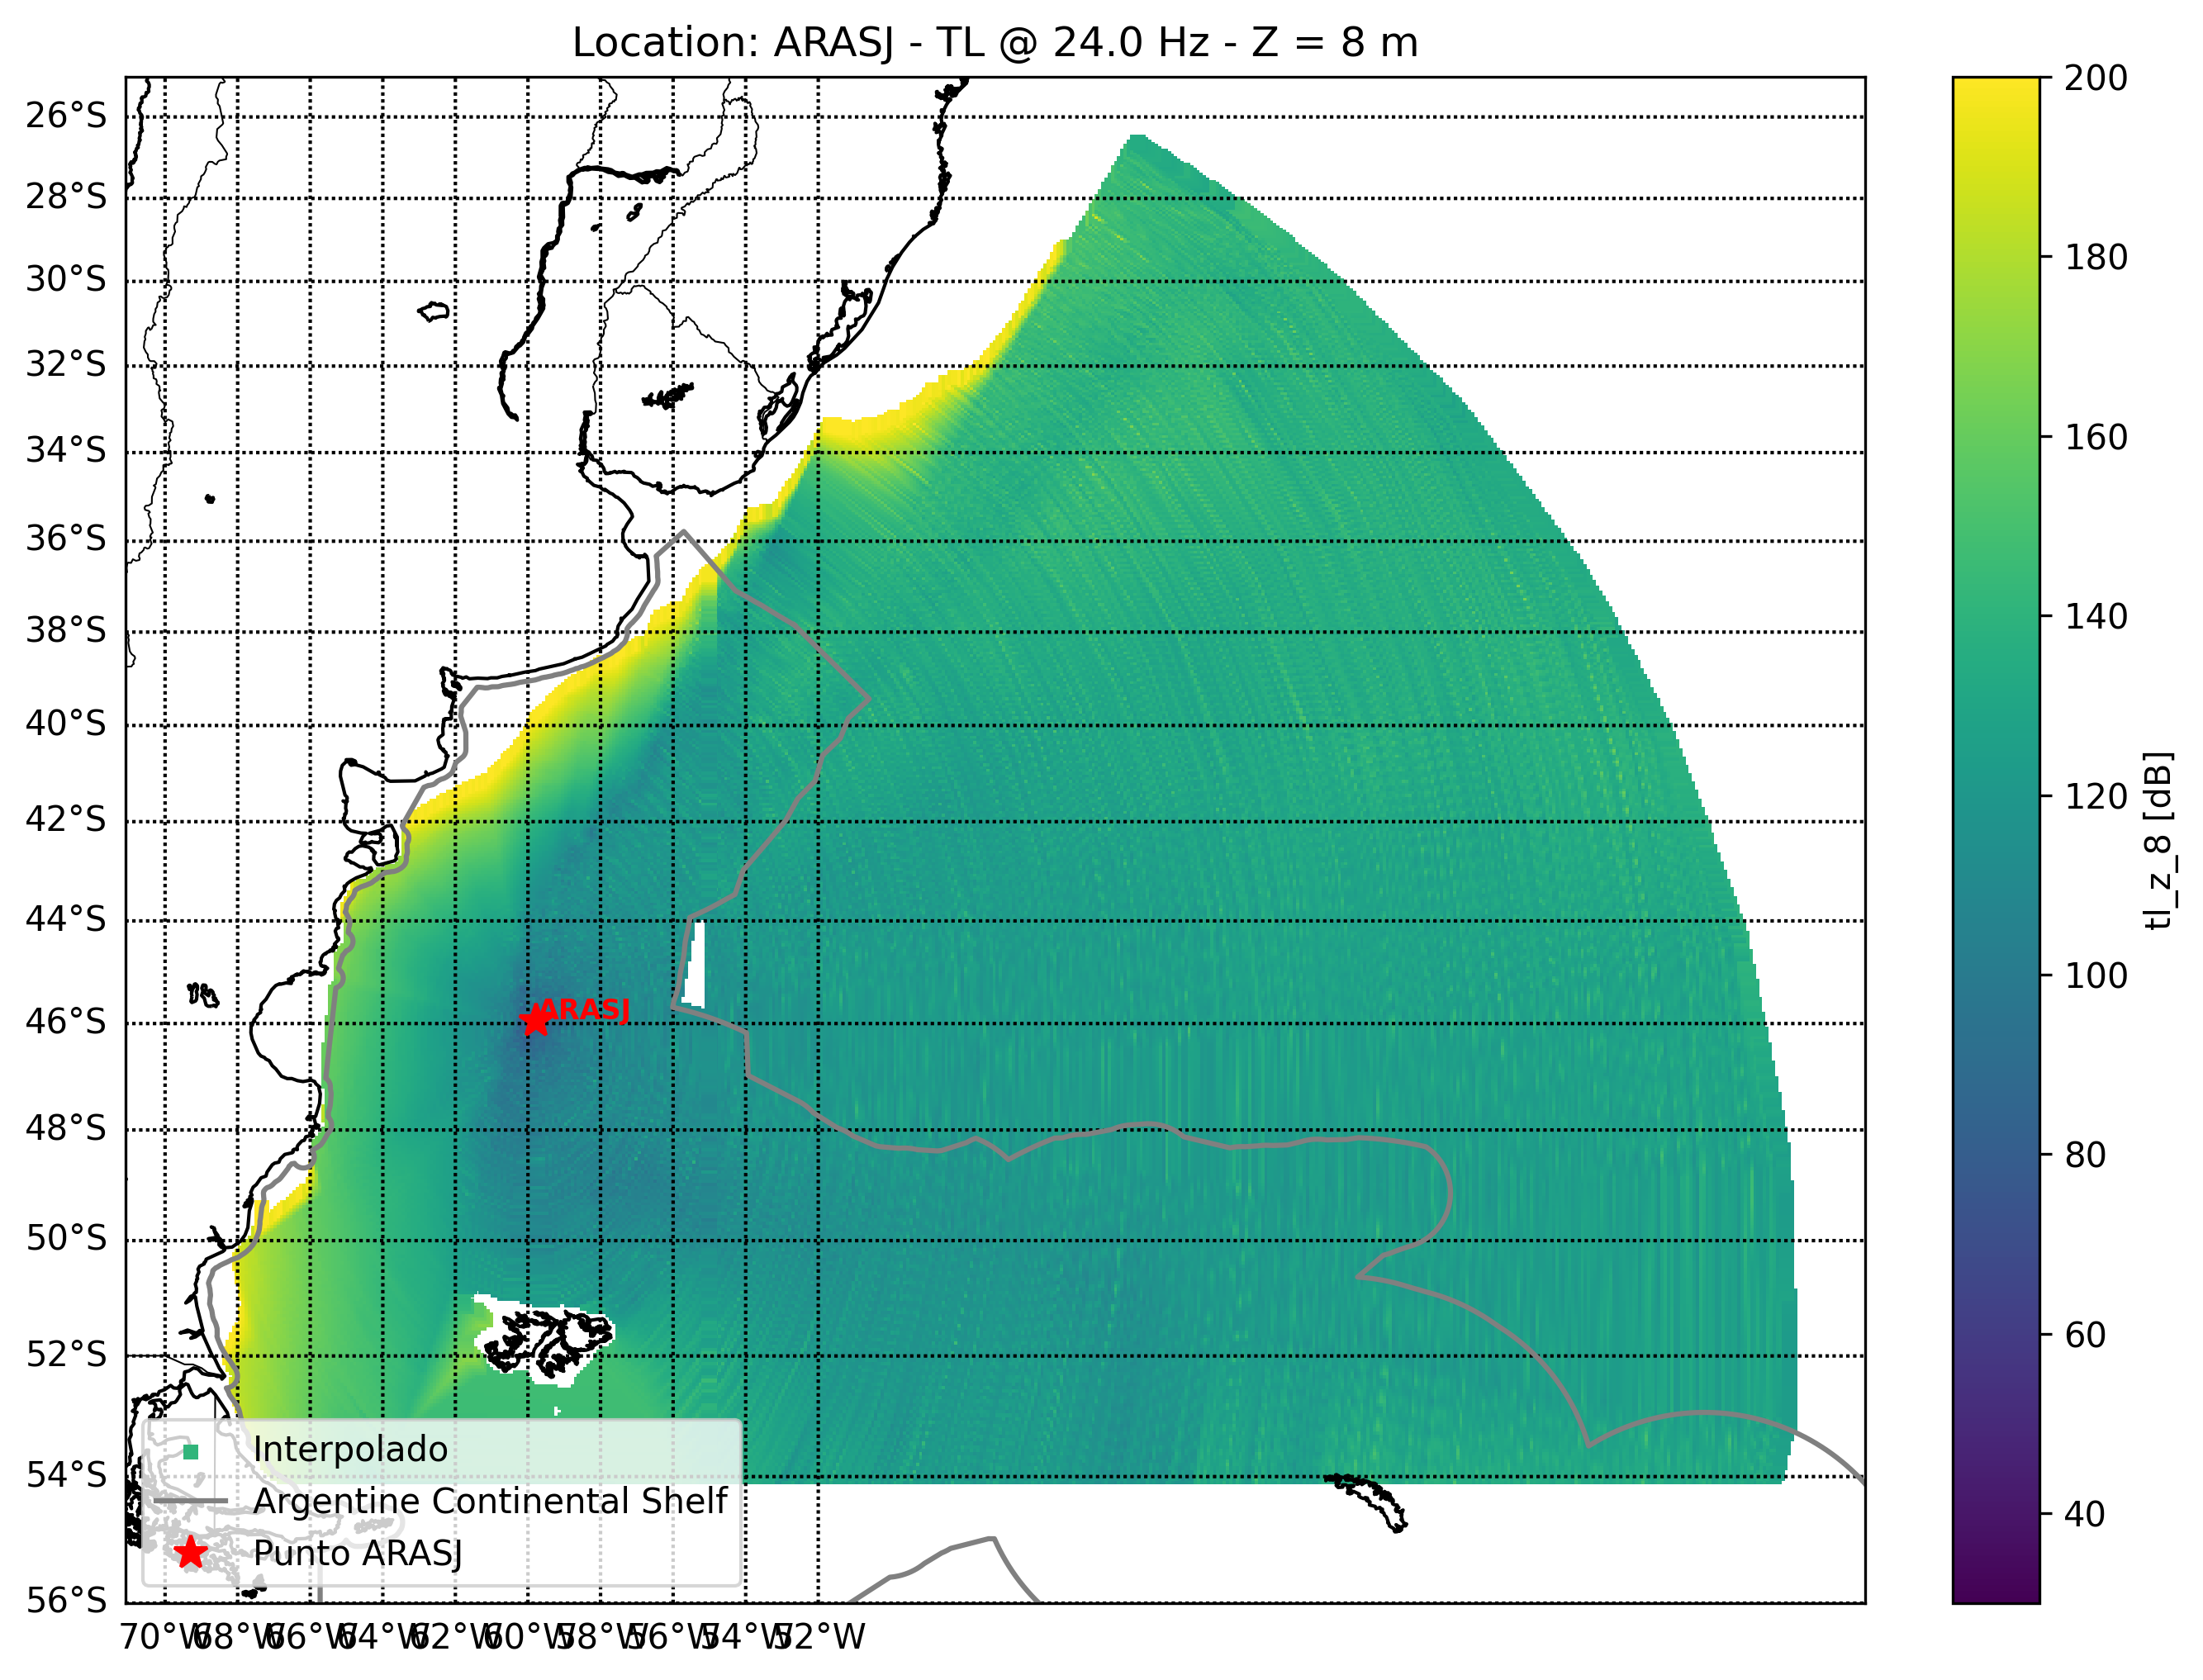 Location: ARASJ - TL @ 24.0 Hz - Z = 8 m
26°S
28°S
30°S
32°S
34°S
36°S
38°S
40°S
42°S
44°S
46°S
48°S
50°S
52°S
54°S
56°S
70°W 68°W 66°W 64°W 62°W 60°W 58°W 56°W 54°W 52°W
ARASJ
Interpolado
Argentine Continental Shelf
Punto ARASJ
200
180
160
140
120
100
80
60
40
tl_z_8 [dB]